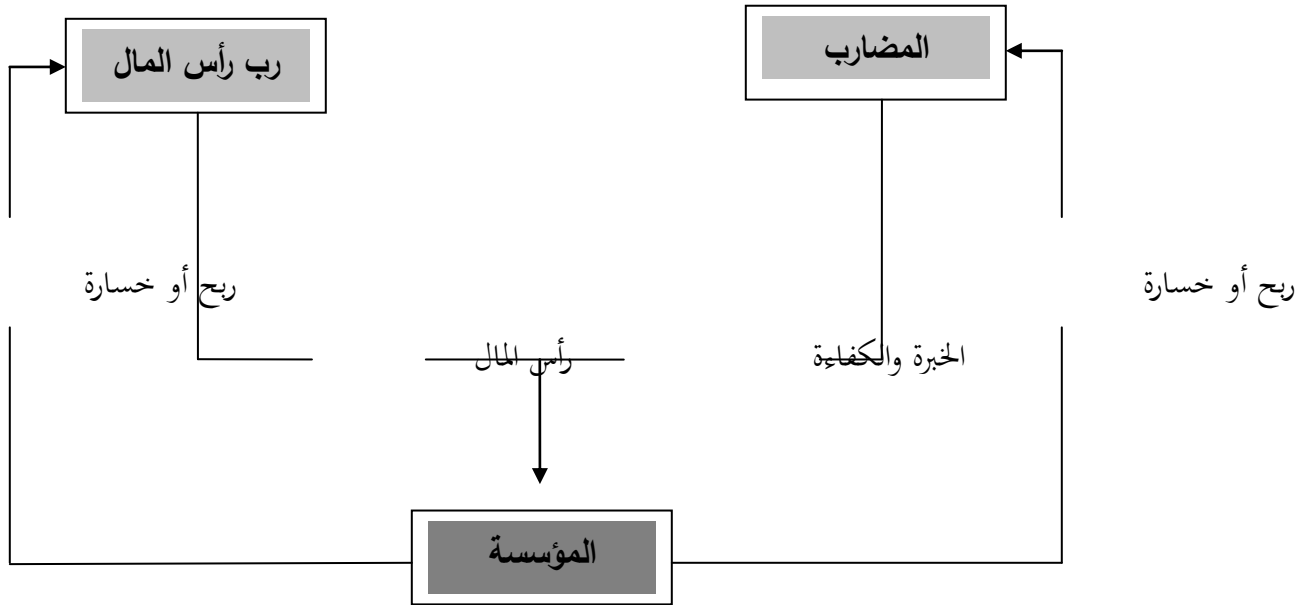 المضارب
رب رأس المال
ربح أو خسارة
ربح أو خسارة
الخبرة والكفاءة
رأس المال
المؤسسة